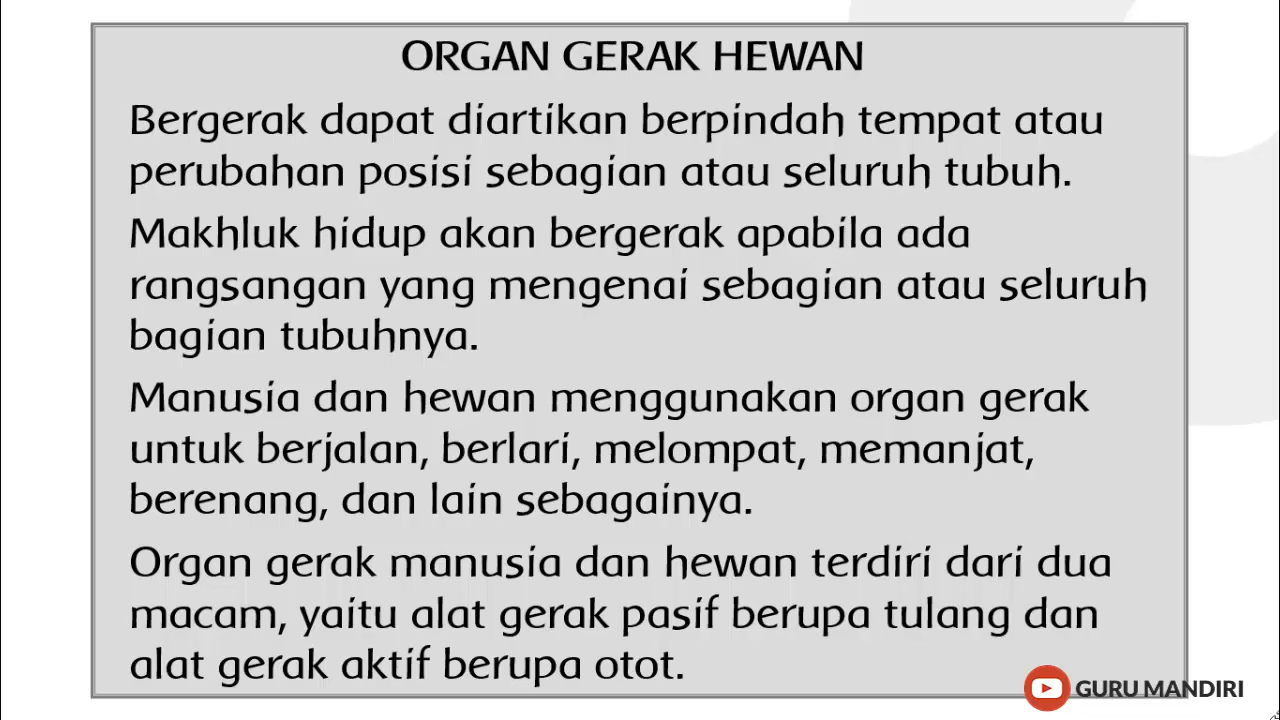 ORGAN GERAK HEWAN
Bergerak dapat diartikan berpindah tempat atau
perubahan posisi sebagian atau seluruh tubuh.
Makhluk hidup akan bergerak apabila ada
rangsangan yang mengenai sebagian atau seluruh
bagian tubuhnya.
Manusia dan hewan menggunakan organ gerak
untuk berjalan, berlari, melompat, memanjat,
berenang, dan lain sebagainya.
Organ gerak manusia dan hewan terdiri dari dua
macam, yaitu alat gerak pasif berupa tulang dan
alat gerak aktif berupa otot.
GURU MANDIRI